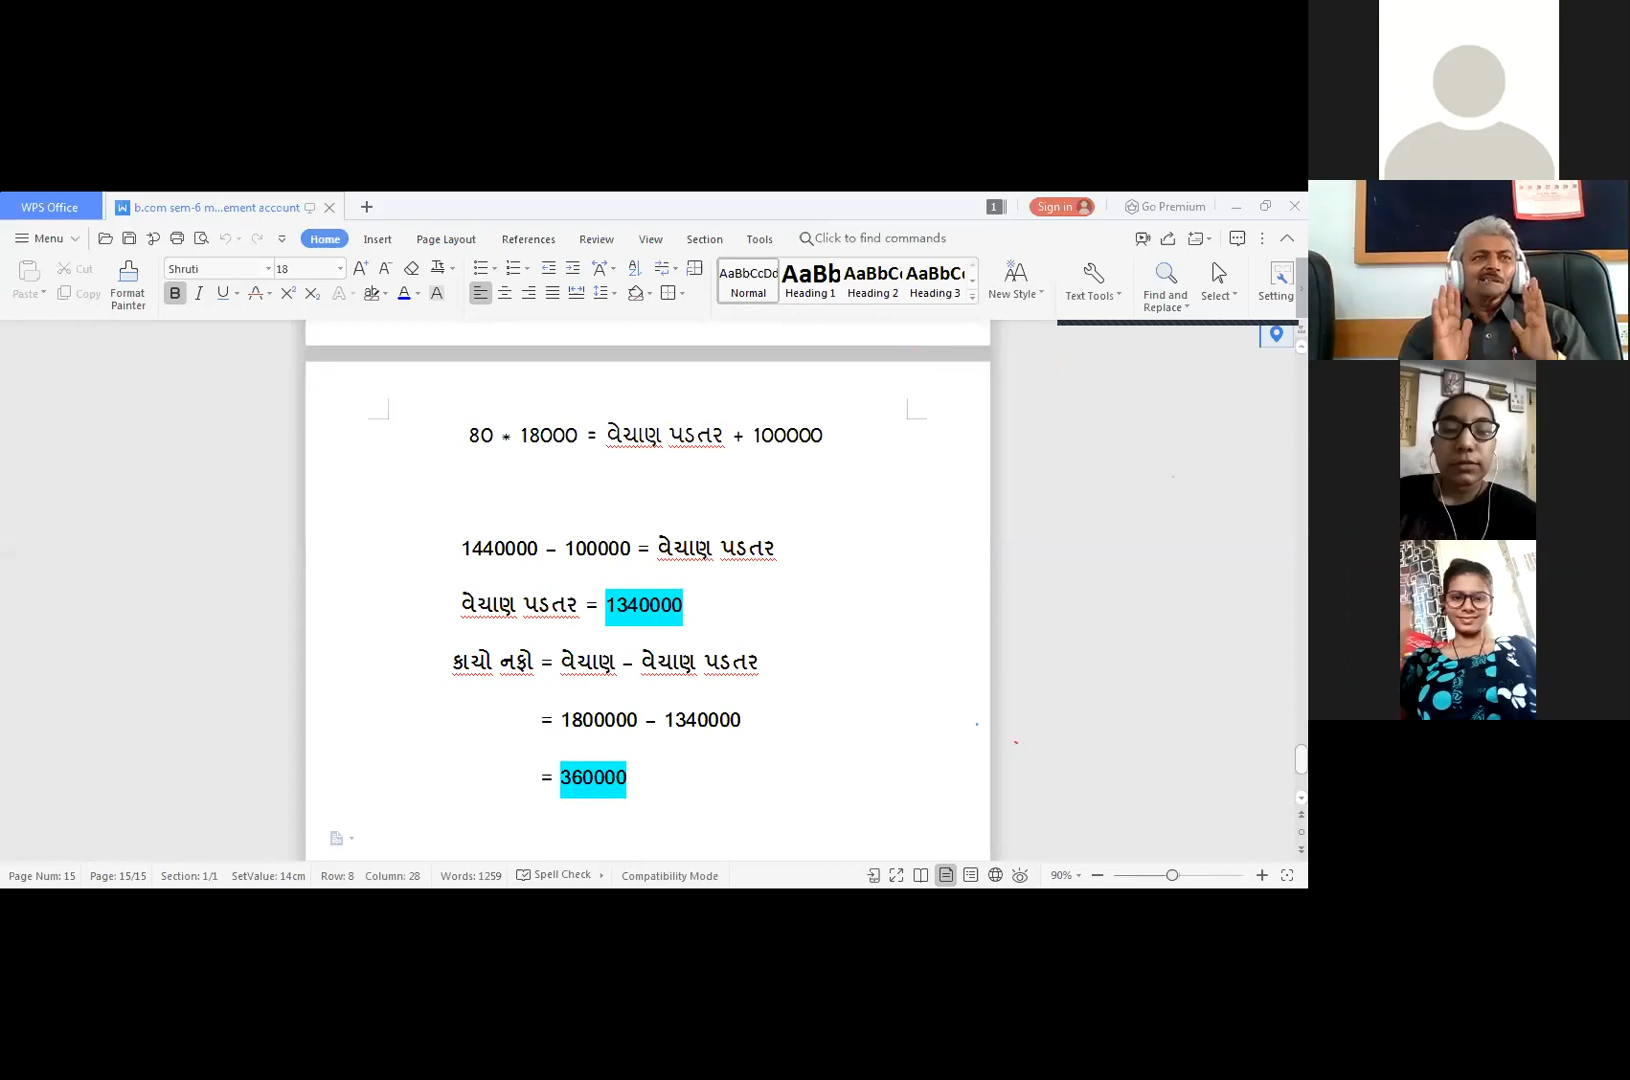 WPS Office
b.com sem-6 m...ement account
1
Sign in
Go Premium
Menu
Home
Insert
Page Layout
References
Review
View
Section
Tools
Click to find commands
Paste
Cut
Copy
Format Painter
Shruti
18
AaBbCcDd
Normal
AaBb
Heading 1
AaBbC
Heading 2
AaBbC
Heading 3
New Style
Text Tools
Find and Replace
Select
Setting
80 * 18000 = વેચાણ પડતર + 100000
1440000 – 100000 = વેચાણ પડતર
વેચાણ પડતર = 1340000
કાચો નફો = વેચાણ – વેચાણ પડતર
= 1800000 – 1340000
= 360000
Page Num: 15
Page: 15/15
Section: 1/1
SetValue: 14cm
Row: 8
Column: 28
Words: 1259
Spell Check
Compatibility Mode
90%